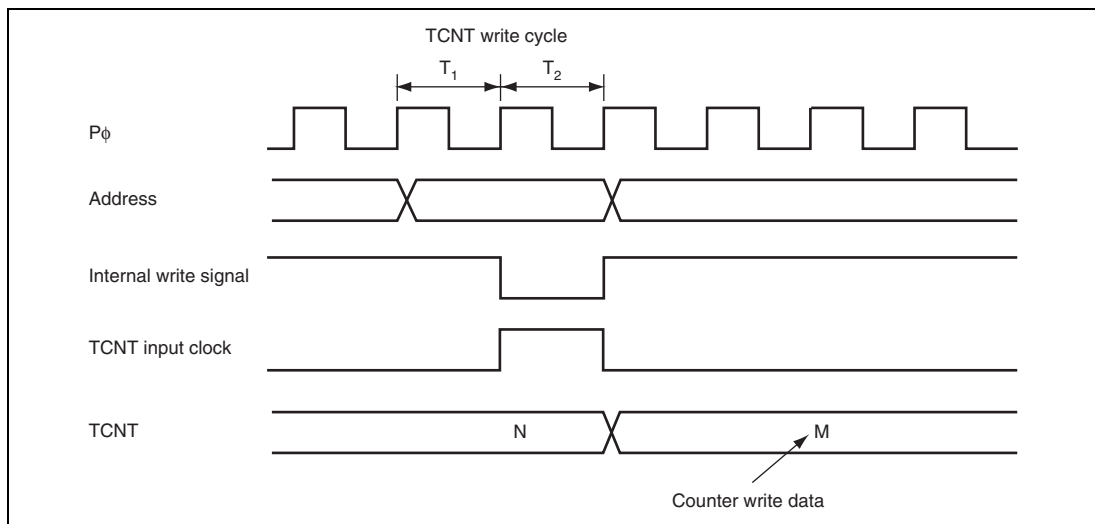 TCNT write cycle
T1 T2
Pϕ
Address
Internal write signal
TCNT input clock
TCNT N M
Counter write data